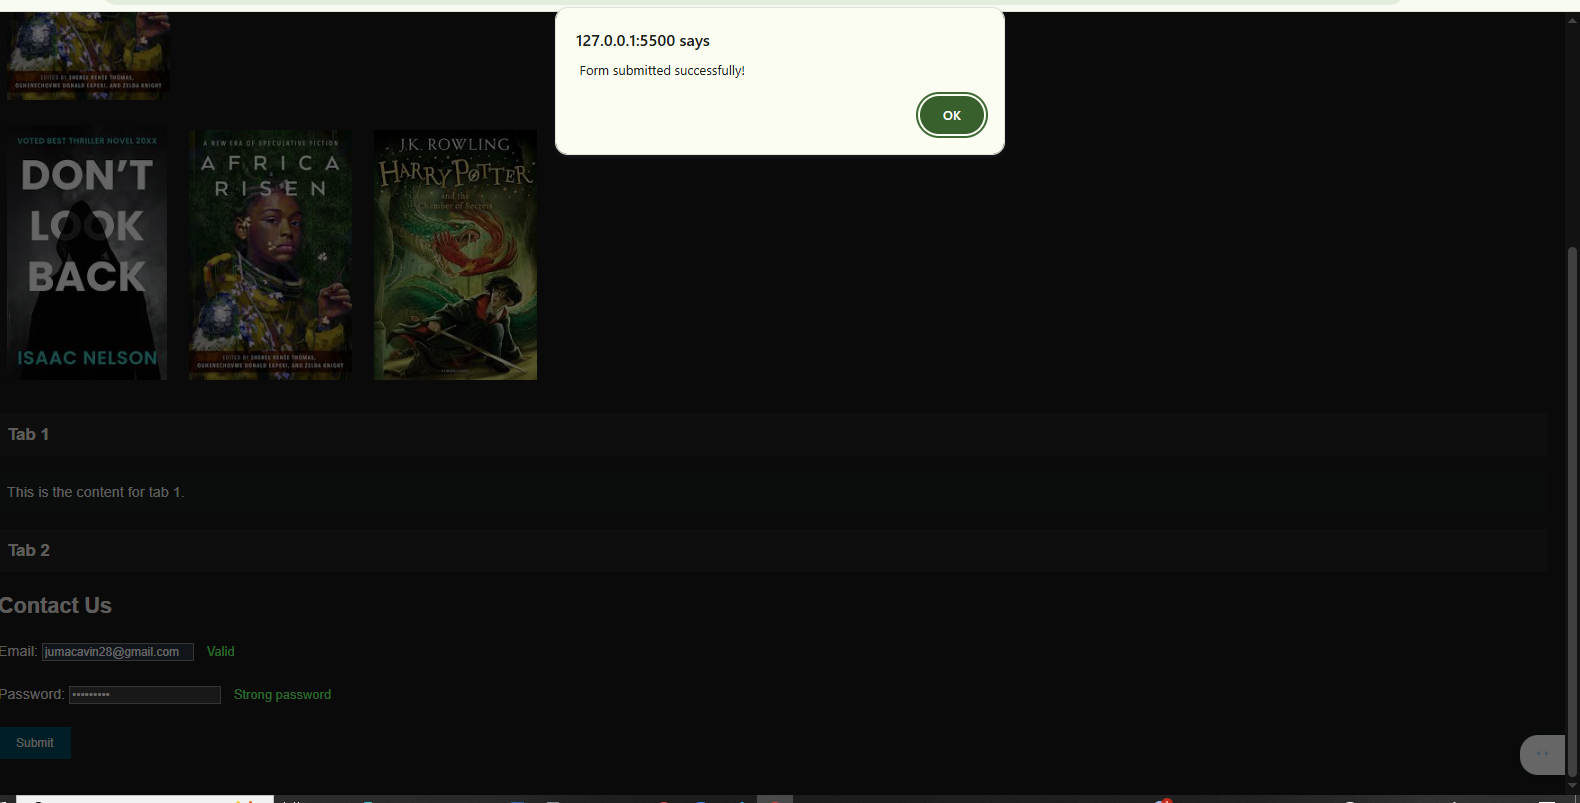 127.0.0.1:5500 says
Form submitted successfully!
OK
EDITED BY SHEREE RENÉE THOMAS,
OGHENECHOVWE DONALD EKPEKI, AND ZELDA KNIGHT
VOTED BEST THRILLER NOVEL 20XX
DON'T
LOOK
BACK
ISAAC NELSON
A NEW ERA OF SPECULATIVE FICTION
AFRICA
RISEN
EDITED BY SHEREE RENÉE THOMAS,
OGHENECHOVWE DONALD EKPEKI, AND ZELDA KNIGHT
J.K. ROWLING
HARRY POTTER
and the
Chamber of Secrets
Tab 1
This is the content for tab 1.
Tab 2
Contact Us
Email: jumacavin28@gmail.com Valid
Password: ••••••••• Strong password
Submit